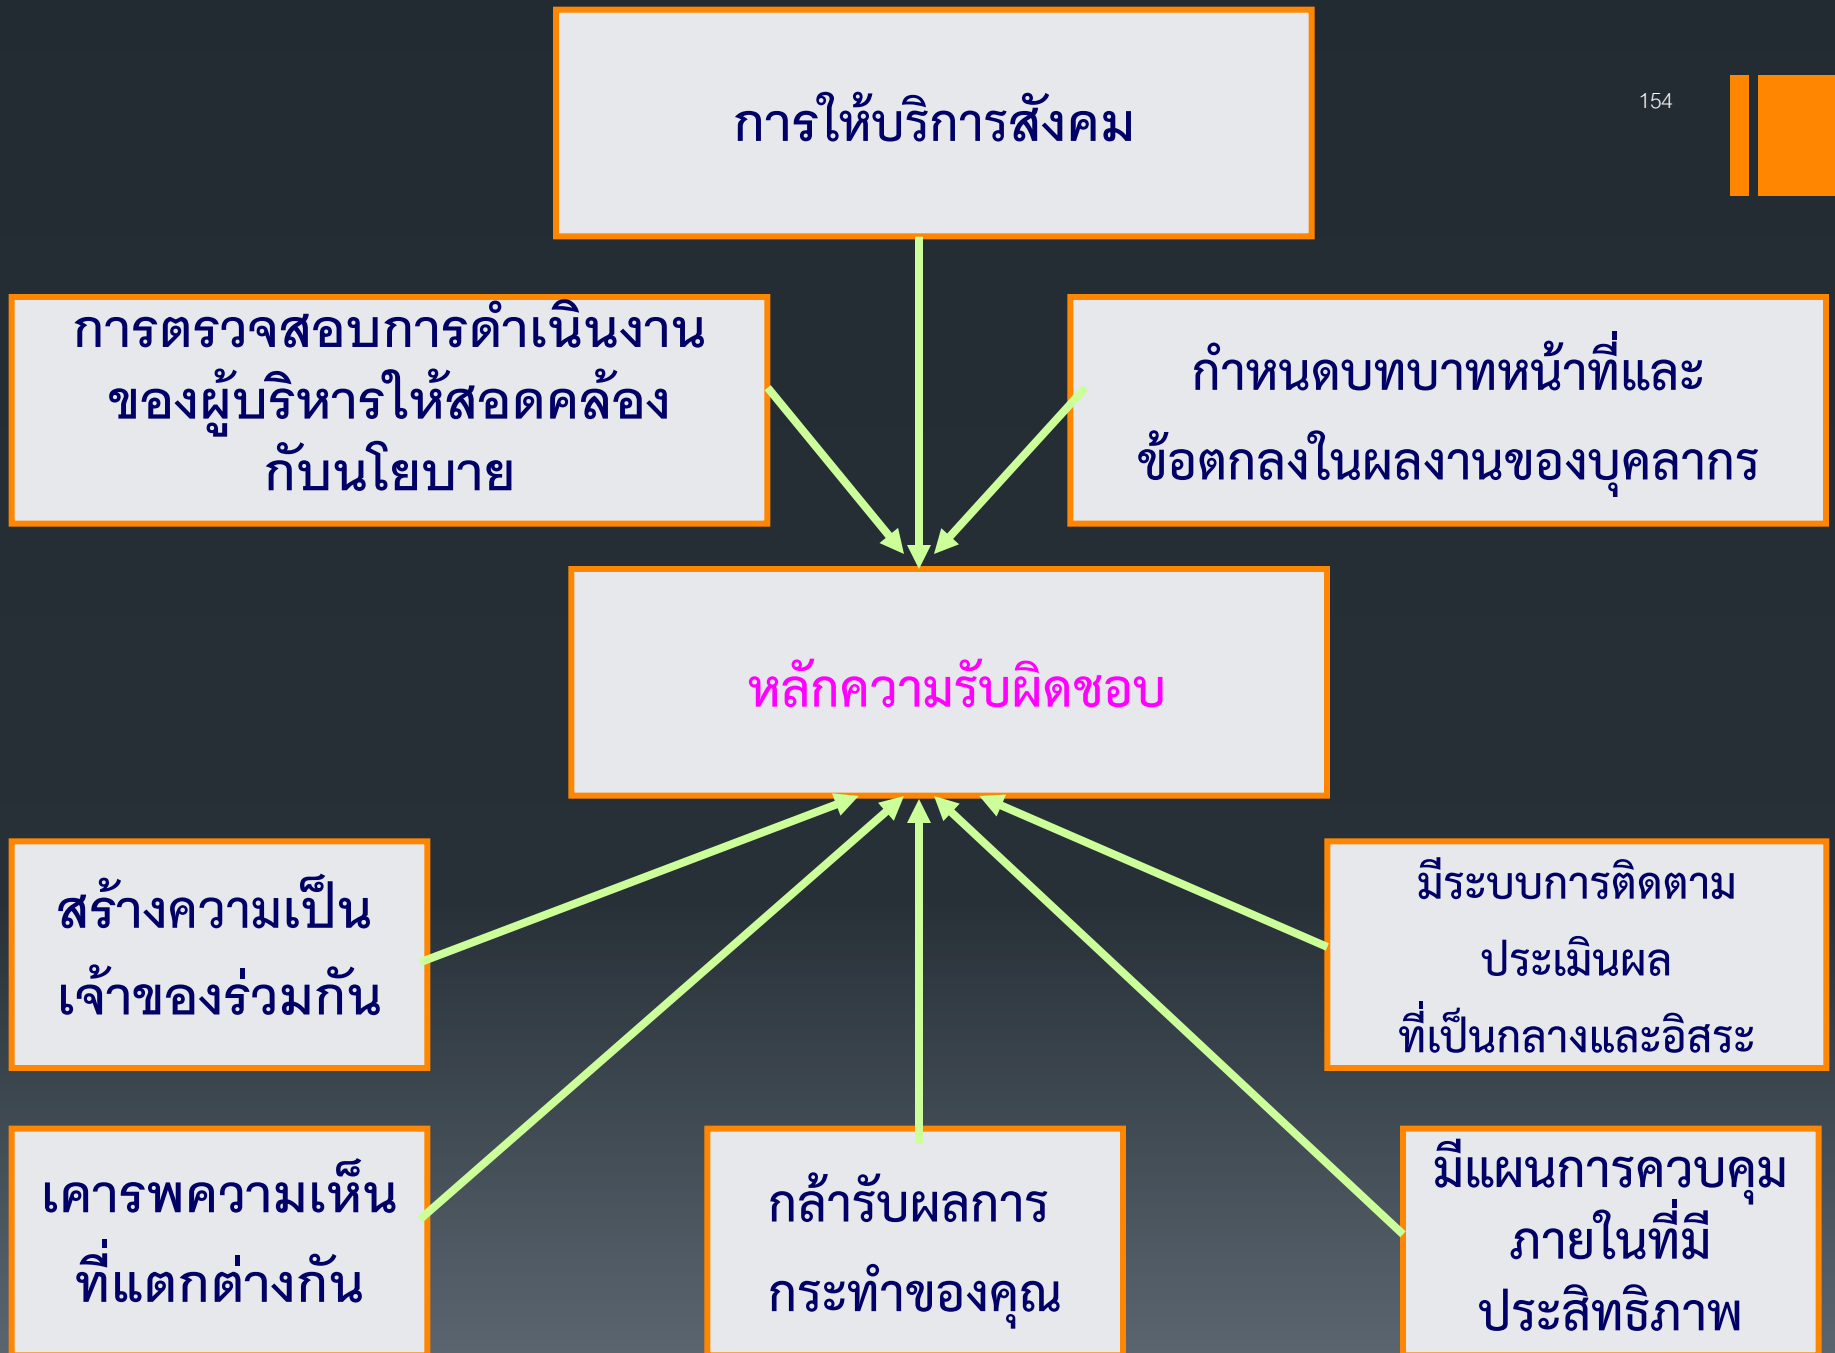 การให้บริการสังคม
154
การตรวจสอบการดำเนินงาน
ของผู้บริหารให้สอดคล้อง
กับนโยบาย
กำหนดบทบาทหน้าที่และ
ข้อตกลงในผลงานของบุคลากร
หลักความรับผิดชอบ
สร้างความเป็น
เจ้าของร่วมกัน
มีระบบการติดตาม
ประเมินผล
ที่เป็นกลางและอิสระ
เคารพความเห็น
ที่แตกต่างกัน
กล้ารับผลการ
กระทำของคุณ
มีแผนการควบคุม
ภายในที่มี
ประสิทธิภาพ